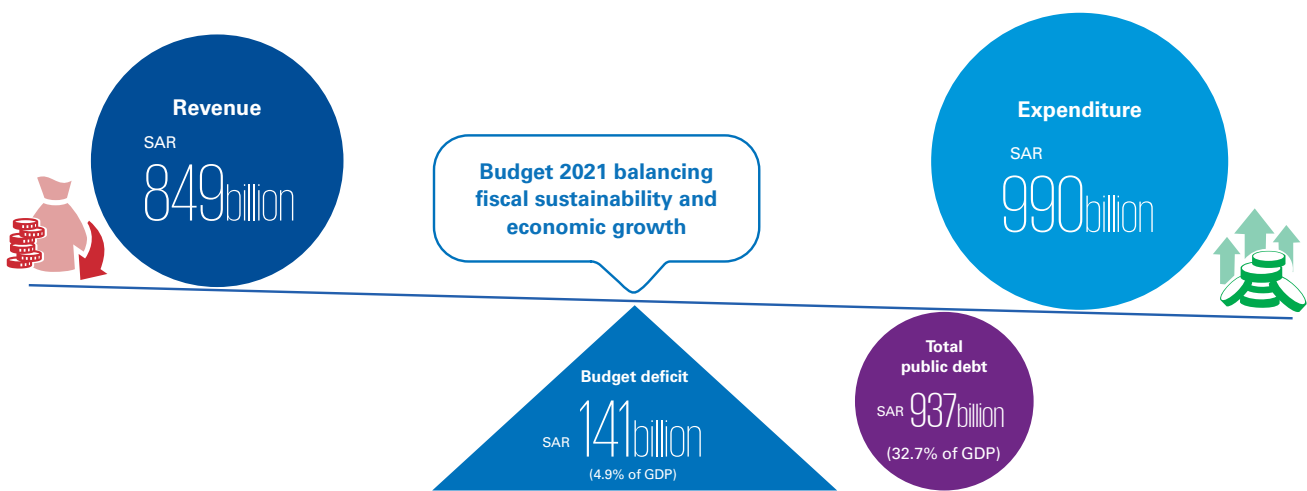 Revenue
SAR
849billion
Budget 2021 balancing
fiscal sustainability and
economic growth
Expenditure
SAR
990billion
Budget deficit
SAR 141billion
(4.9% of GDP)
Total
public debt
SAR 937billion
(32.7% of GDP)